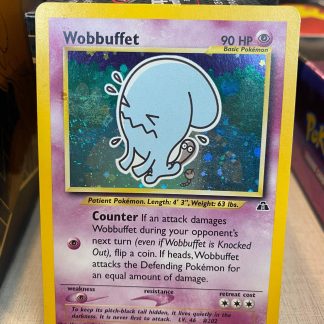 Wobbuffet 90 HP
Basic Pokémon
Patient Pokémon. Length: 4' 3", Weight: 63 lbs.
Counter If an attack damages
Wobbuffet during your opponent's
next turn (even if Wobbuffet is Knocked
Out), flip a coin. If heads, Wobbuffet
attacks the Defending Pokémon for
an equal amount of damage.
weakness resistance retreat cost
To keep its pitch-black tail hidden, it lives quietly in the
darkness. It is never first to attack. LV. 46 #202